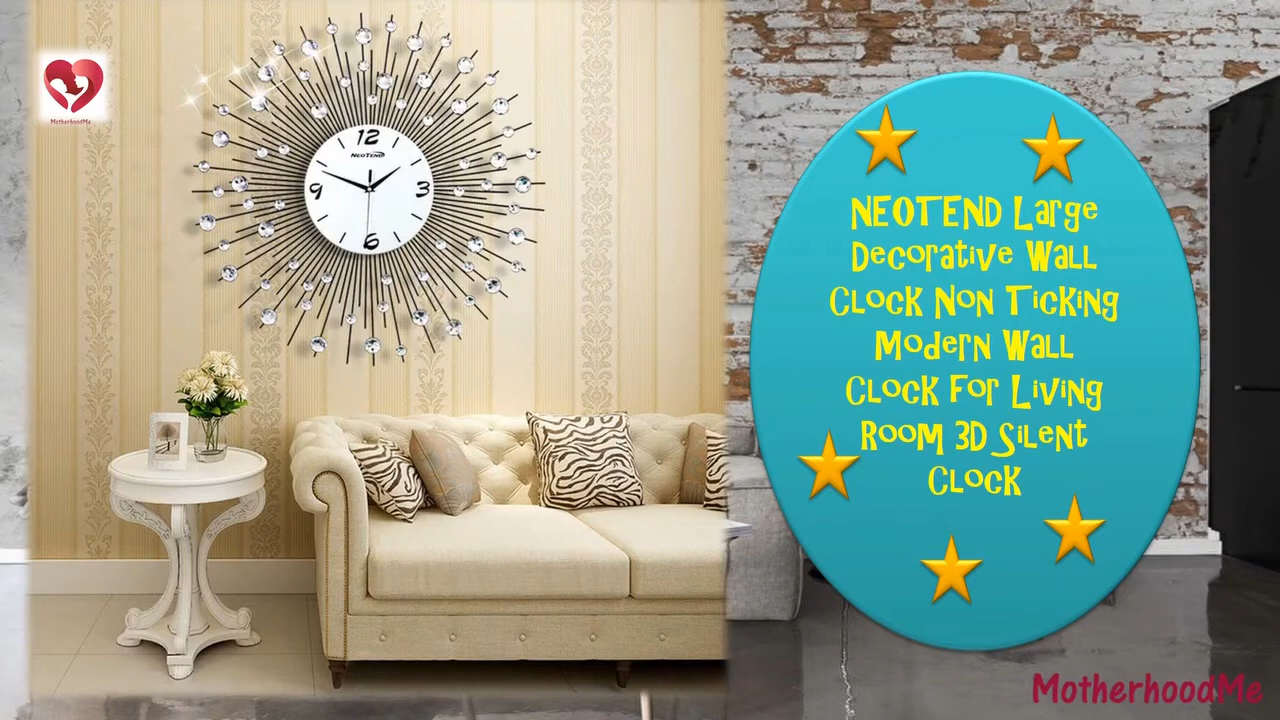 MotherhoodMe
12
NEOTEND
9
3
6
NEOTEND Large
Decorative Wall
Clock Non Ticking
Modern Wall
Clock For Living
Room 3D Silent
Clock
MotherhoodMe